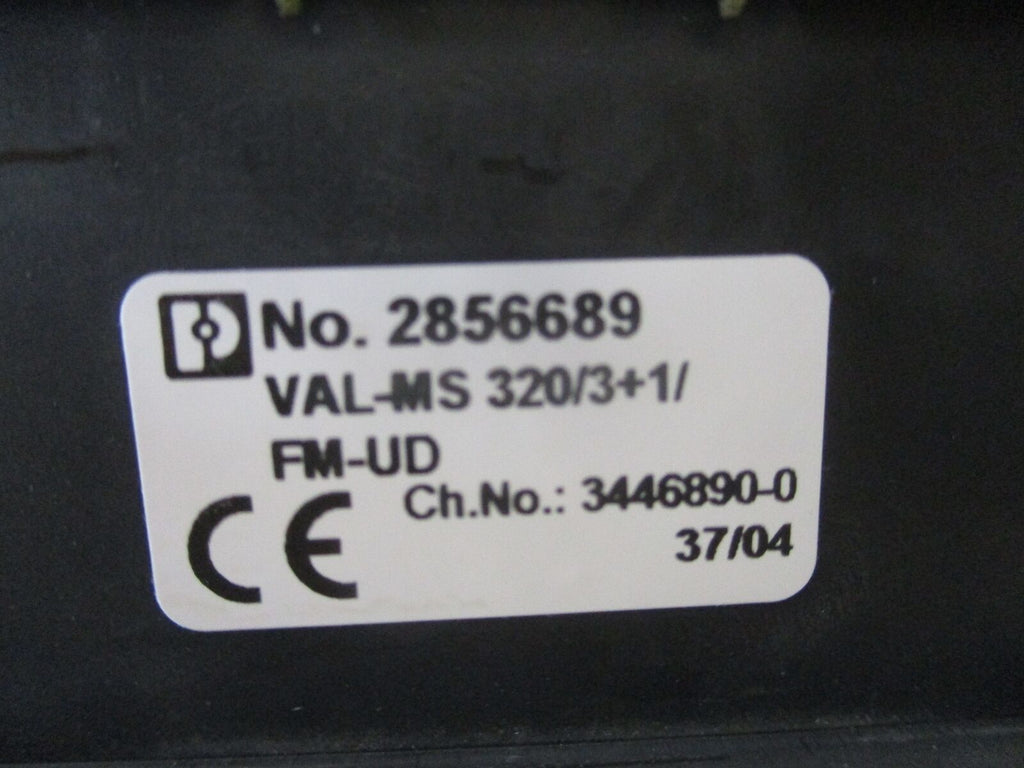 No. 2856689
VAL-MS 320/3+1/
FM-UD
Ch.No.: 3446890-0
CE 37/04